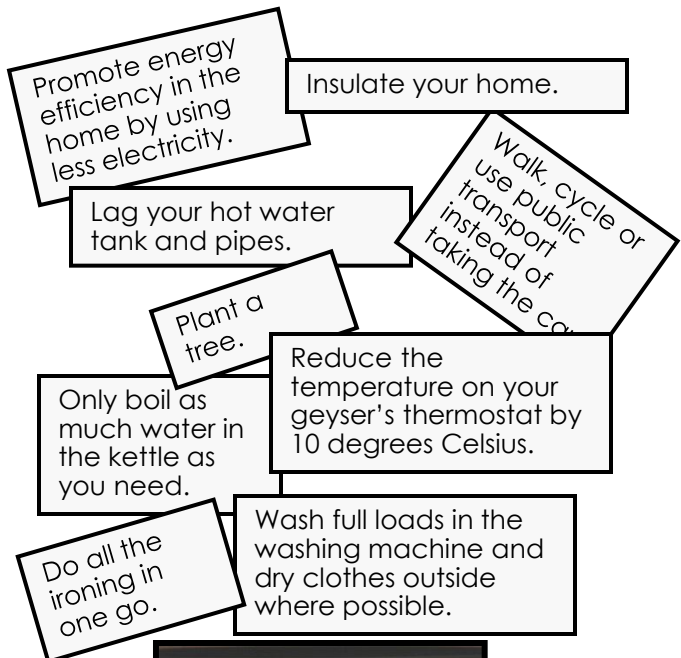 Promote energy
efficiency in the
home by using
less electricity.
Insulate your home.
Walk, cycle or
use public
transport
instead of
taking the
Lag your hot water
tank and pipes.
Plant a
tree.
Reduce the
temperature on your
geyser's thermostat by
10 degrees Celsius.
Only boil as
much water in
the kettle as
you need.
Wash full loads in the
washing machine and
dry clothes outside
where possible.
Do all the
ironing in
one go.